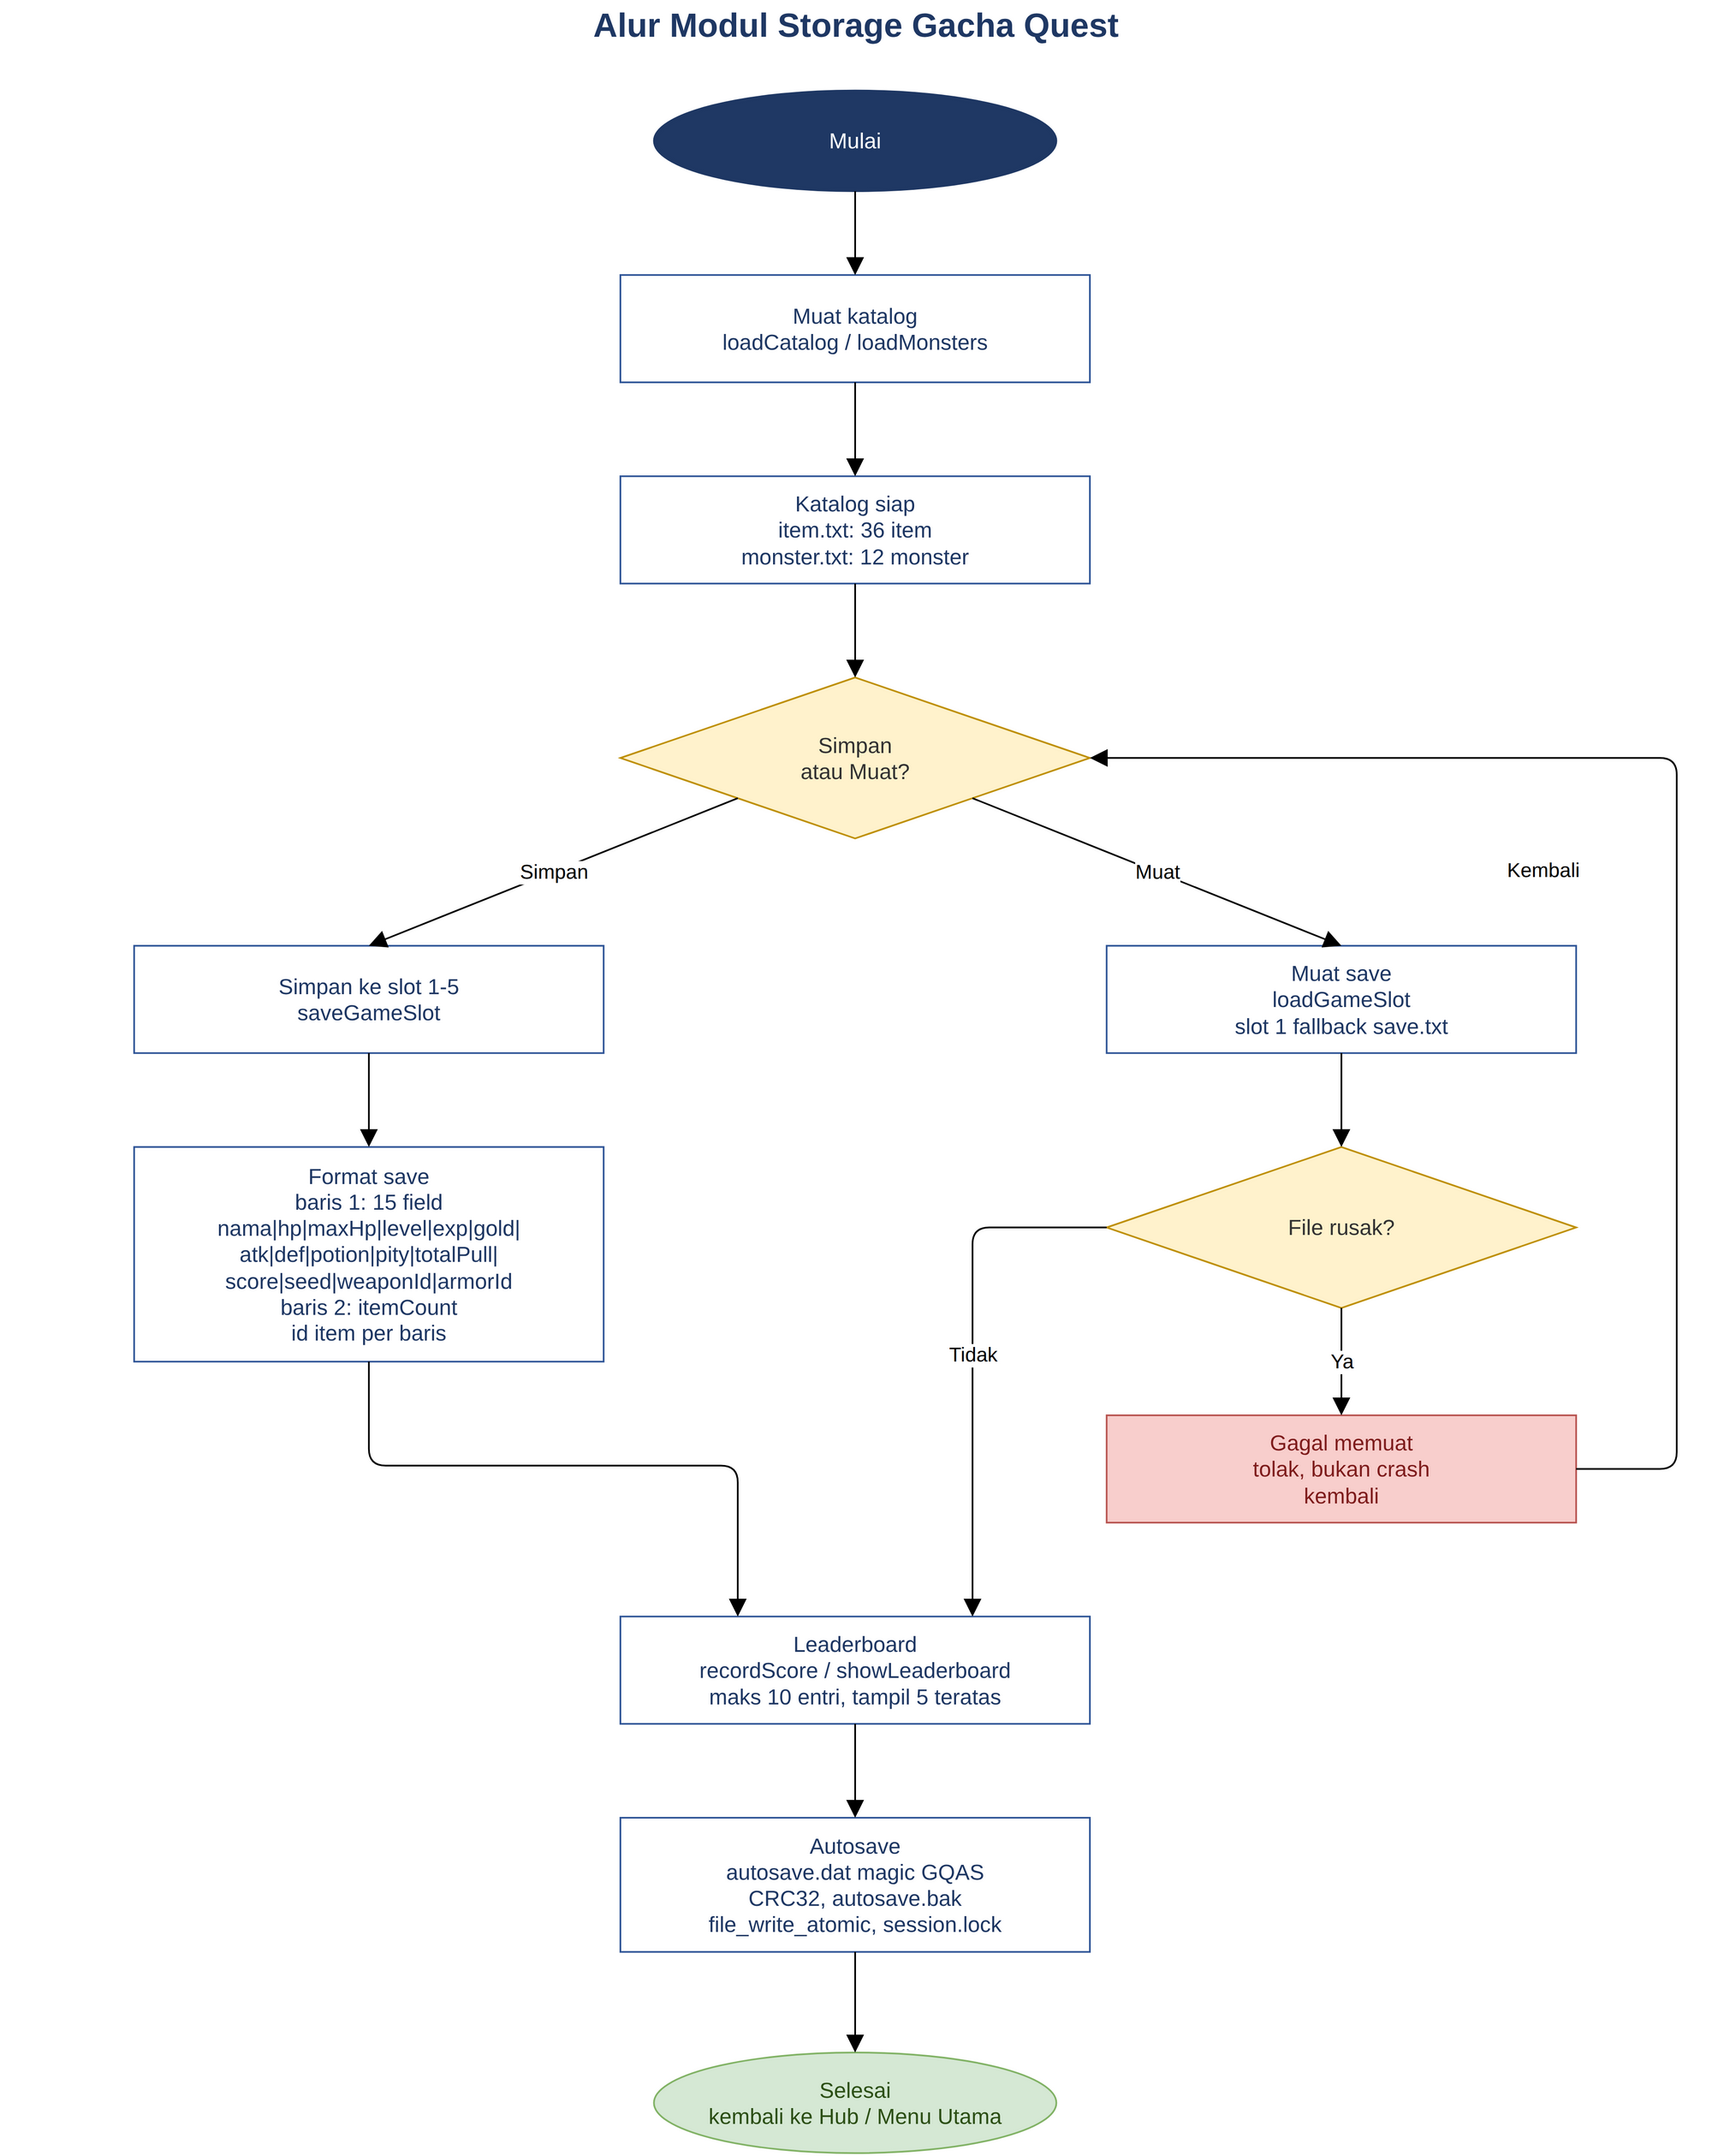 Alur Modul Storage Gacha Quest
Mulai
Muat katalog
loadCatalog / loadMonsters
Katalog siap
item.txt: 36 item
monster.txt: 12 monster
Simpan
atau Muat?
Simpan
Muat
Kembali
Simpan ke slot 1-5
saveGameSlot
Muat save
loadGameSlot
slot 1 fallback save.txt
Format save
baris 1: 15 field
nama|hp|maxHp|level|exp|gold|
atk|def|potion|pity|totalPull|
score|seed|weaponId|armorId
baris 2: itemCount
id item per baris
File rusak?
Tidak
Ya
Gagal memuat
tolak, bukan crash
kembali
Leaderboard
recordScore / showLeaderboard
maks 10 entri, tampil 5 teratas
Autosave
autosave.dat magic GQAS
CRC32, autosave.bak
file_write_atomic, session.lock
Selesai
kembali ke Hub / Menu Utama